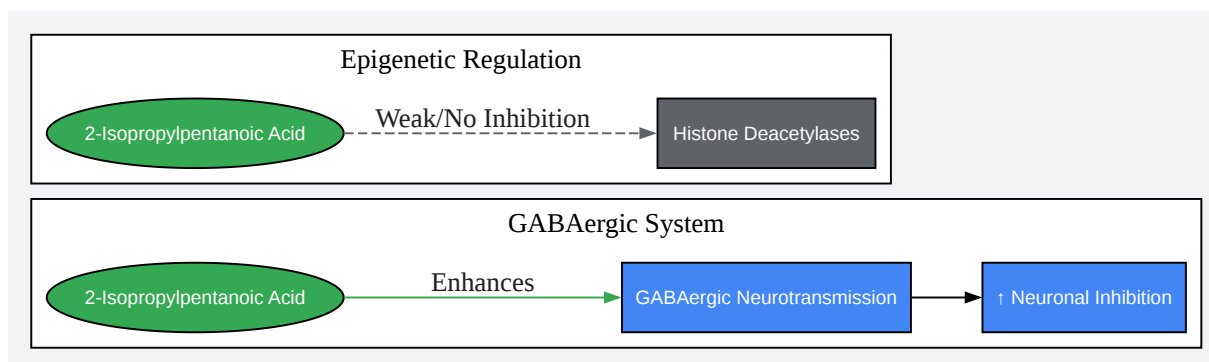 Epigenetic Regulation
2-Isopropylpentanoic Acid
Weak/No Inhibition
Histone Deacetylases
GABAergic System
2-Isopropylpentanoic Acid
Enhances
GABAergic Neurotransmission
↑ Neuronal Inhibition